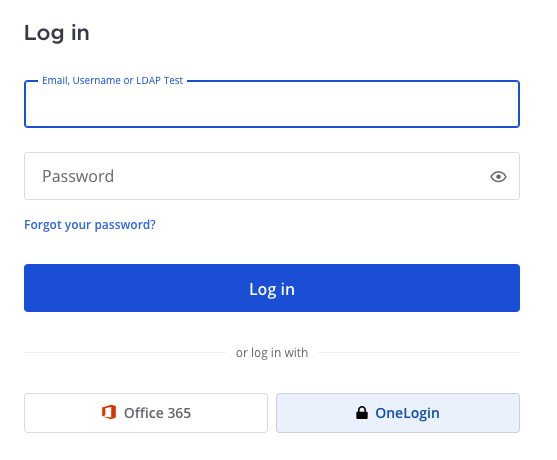 Log in
Email, Username or LDAP Test
Password
Forgot your password?
Log in
or log in with
Office 365
OneLogin